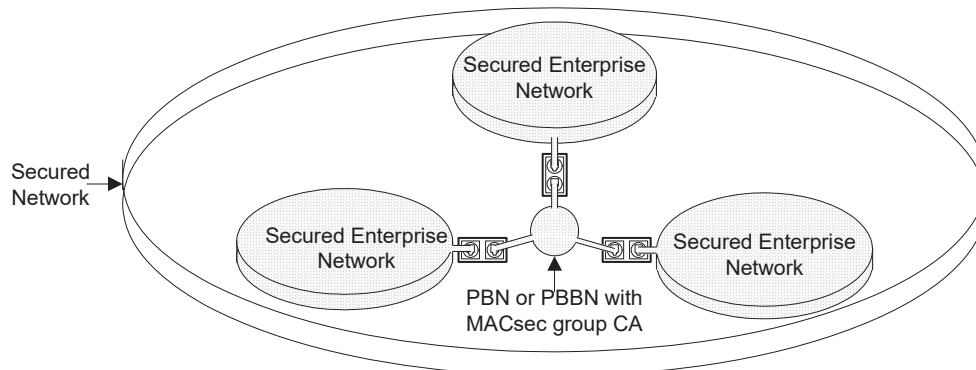 Secured Enterprise
Network
Secured
Network
Secured Enterprise
Network
Secured Enterprise
Network
PBN or PBBN with
MACsec group CA